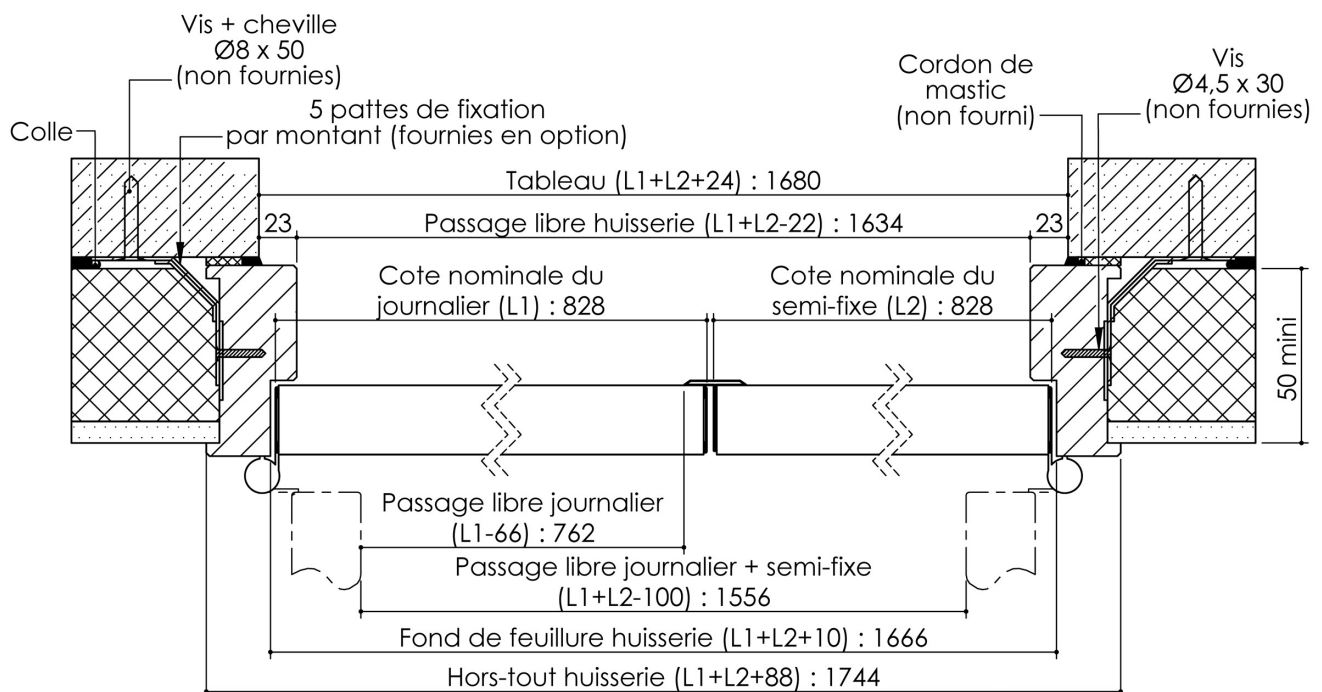 Vis + cheville
Ø8 x 50
(non fournies)
5 pattes de fixation
par montant (fournies en option)
Colle
Cordon de
mastic
(non fourni)
Vis
Ø4,5 x 30
(non fournies)
Tableau (L1+L2+24) : 1680
23
Passage libre huisserie (L1+L2-22) : 1634
23
Cote nominale du
journalier (L1) : 828
Cote nominale du
semi-fixe (L2) : 828
50 mini
Passage libre journalier
(L1-66) : 762
Passage libre journalier + semi-fixe
(L1+L2-100) : 1556
Fond de feuillure huisserie (L1+L2+10) : 1666
Hors-tout huisserie (L1+L2+88) : 1744